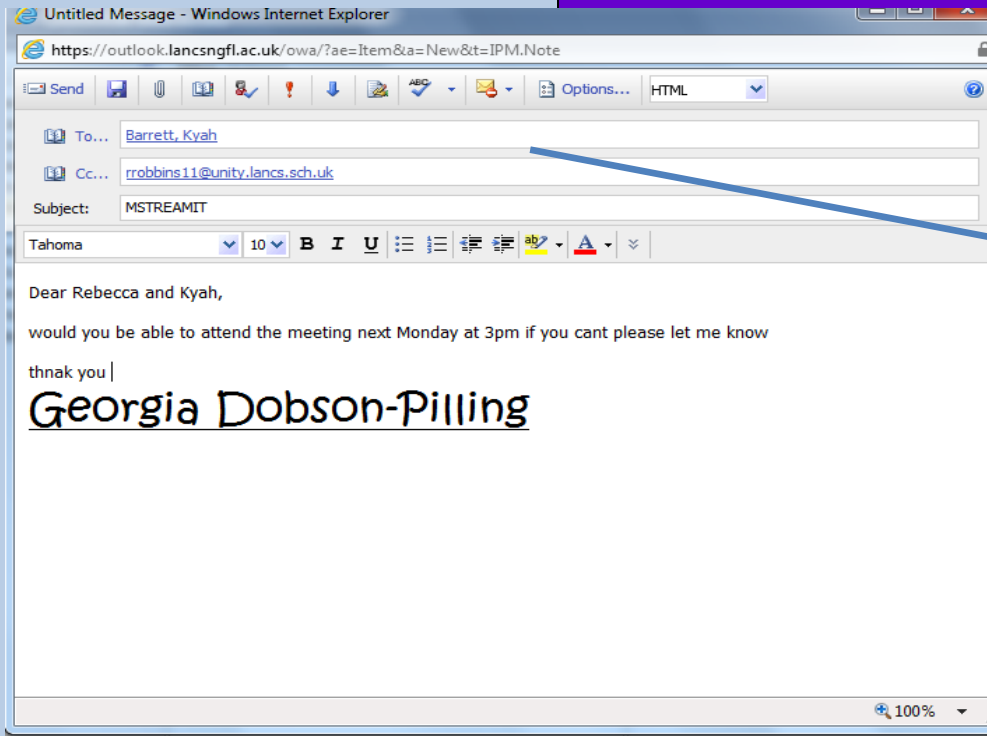 Untitled Message - Windows Internet Explorer
https://outlook.lancsngfl.ac.uk/owa/?ae=Item&a=New&t=IPM.Note
Send ABC Options... HTML
To... Barrett, Kyah
Cc... rrobbins11@unity.lancs.sch.uk
Subject: MSTREAMIT
Tahoma 10 B I U ab A
Dear Rebecca and Kyah,
would you be able to attend the meeting next Monday at 3pm if you cant please let me know
thnak you
Georgia Dobson-Pilling
100%